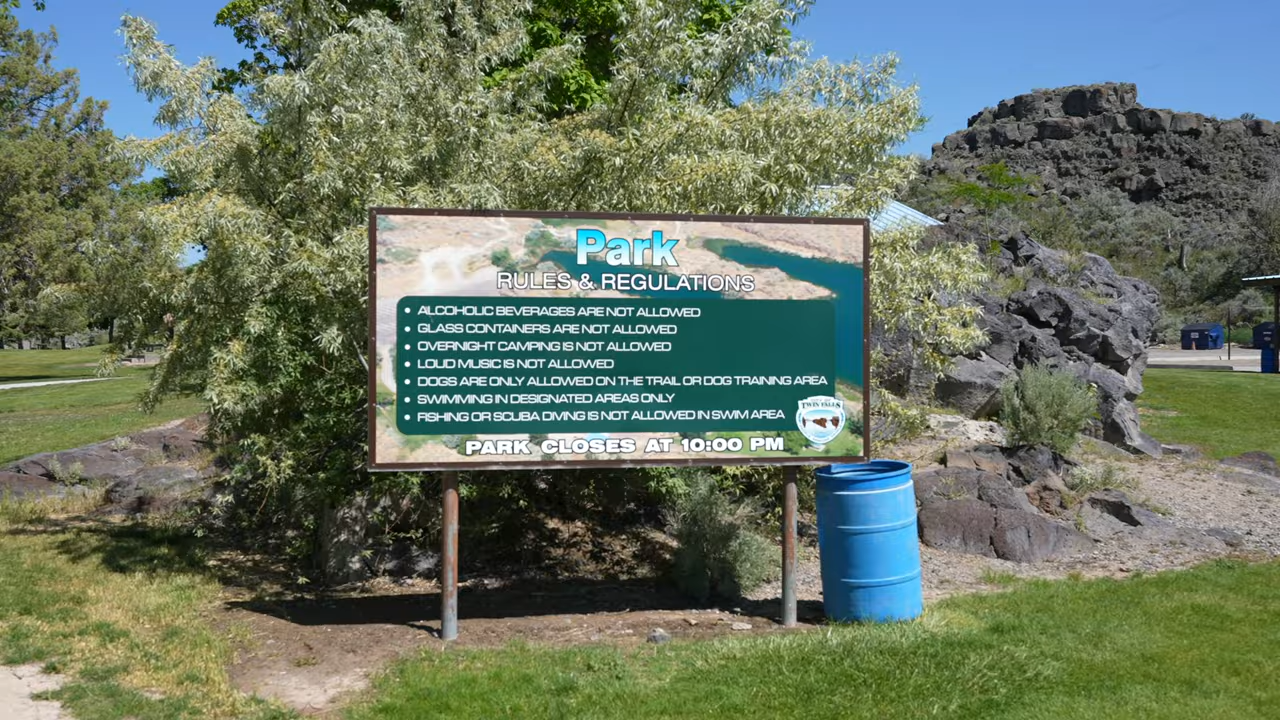 Park
RULES & REGULATIONS
• ALCOHOLIC BEVERAGES ARE NOT ALLOWED
• GLASS CONTAINERS ARE NOT ALLOWED
• OVERNIGHT CAMPING IS NOT ALLOWED
• LOUD MUSIC IS NOT ALLOWED
• DOGS ARE ONLY ALLOWED ON THE TRAIL OR DOG TRAINING AREA
• SWIMMING IN DESIGNATED AREAS ONLY
• FISHING OR SCUBA DIVING IS NOT ALLOWED IN SWIM AREA
TWIN FALLS
PARK CLOSES AT 10:00 PM